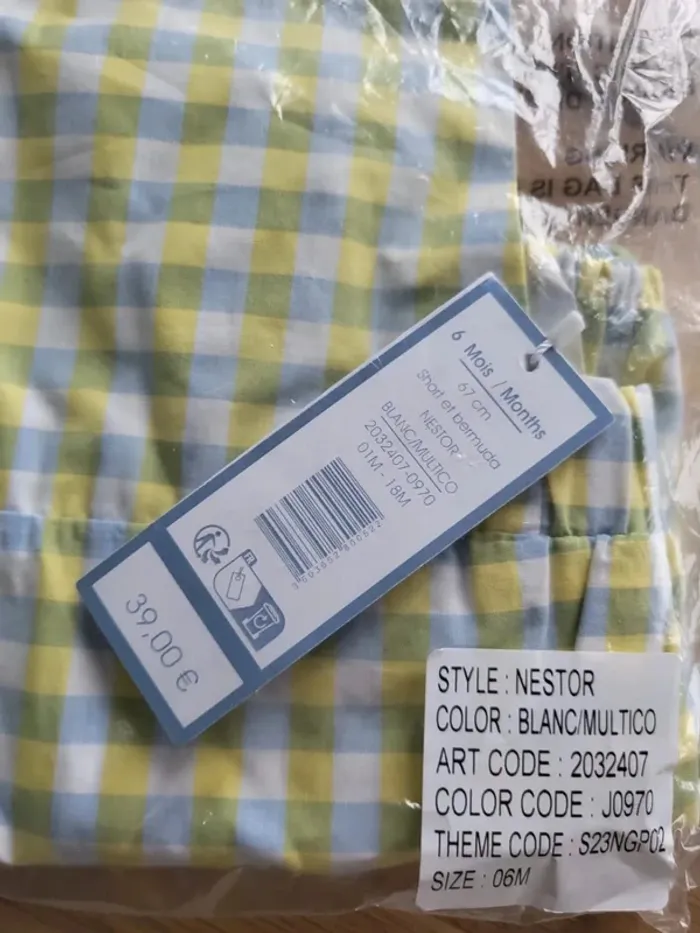 6 Mois / Months
67 cm
Short et bermuda
NESTOR
BLANC/MULTICO
2032407-0970
01M - 18M
39,00 €
STYLE : NESTOR
COLOR : BLANC/MULTICO
ART CODE : 2032407
COLOR CODE : J0970
THEME CODE : S23NGP02
SIZE : 06M